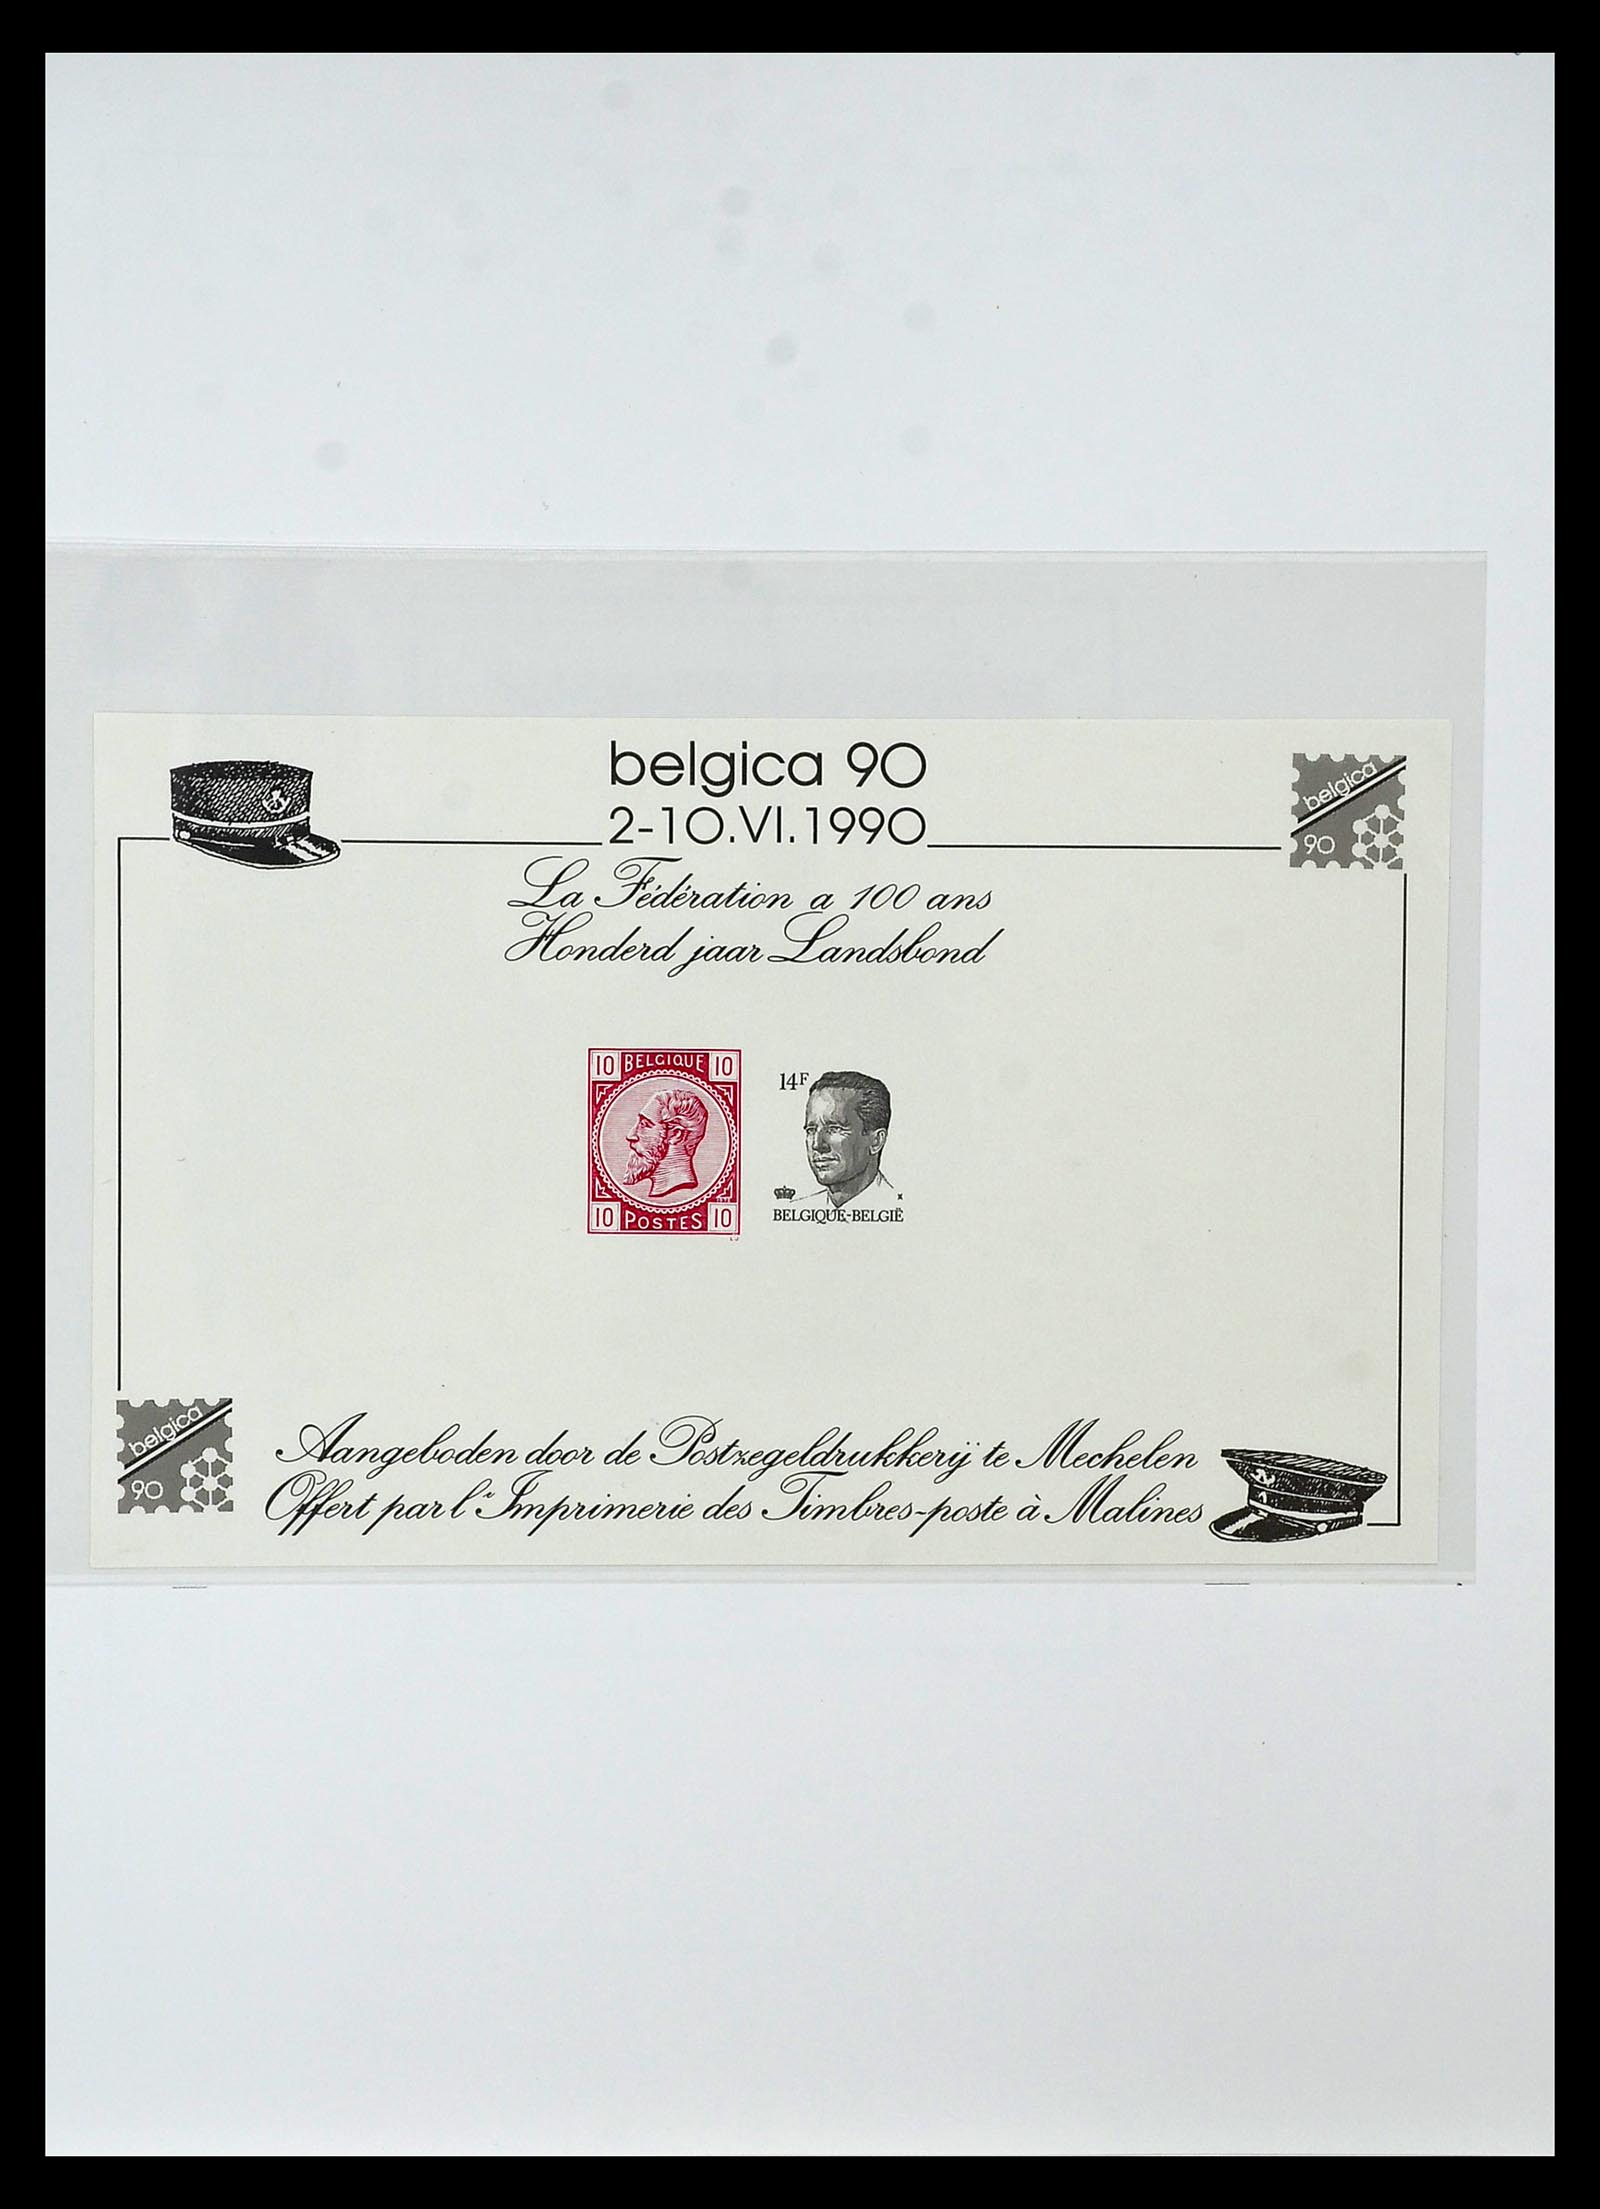 belgica 90
2-10.VI.1990
belgica
90
La Fédération a 100 ans
Honderd jaar Landsbond
10 BELGIQUE 10
10 POSTES 10
14F
BELGIQUE-BELGIË
belgica
90
Aangeboden door de Postzegeldrukkerij te Mechelen
Offert par l'Imprimerie des Timbres-poste à Malines